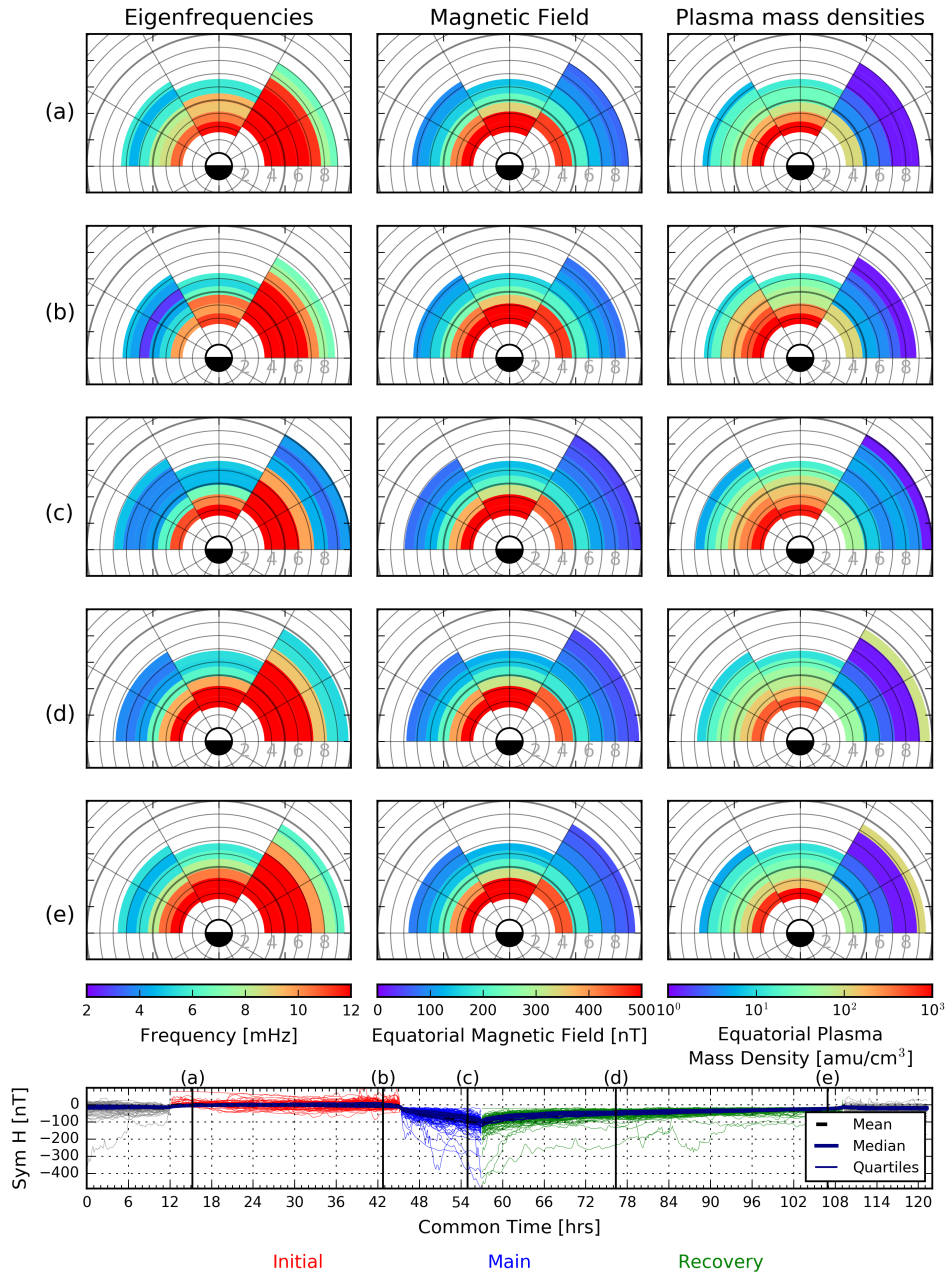 Eigenfrequencies Magnetic Field Plasma mass densities
(a)
2 4 6 8 2 4 6 8 2 4 6 8
(b)
2 4 6 8 2 4 6 8 2 4 6 8
(c)
2 4 6 8 2 4 6 8 2 4 6 8
(d)
2 4 6 8 2 4 6 8 2 4 6 8
(e)
2 4 6 8 2 4 6 8 2 4 6 8
2 4 6 8 10 12 0 100 200 300 400 500 10⁰ 10¹ 10² 10³
Frequency [mHz] Equatorial Magnetic Field [nT] Equatorial Plasma
Mass Density [amu/cm³]
(a) (b) (c) (d) (e)
Sym H [nT]
0
−100
−200
−300
−400
Mean
Median
Quartiles
0 6 12 18 24 30 36 42 48 54 60 66 72 78 84 90 96 102 108 114 120
Common Time [hrs]
Initial Main Recovery